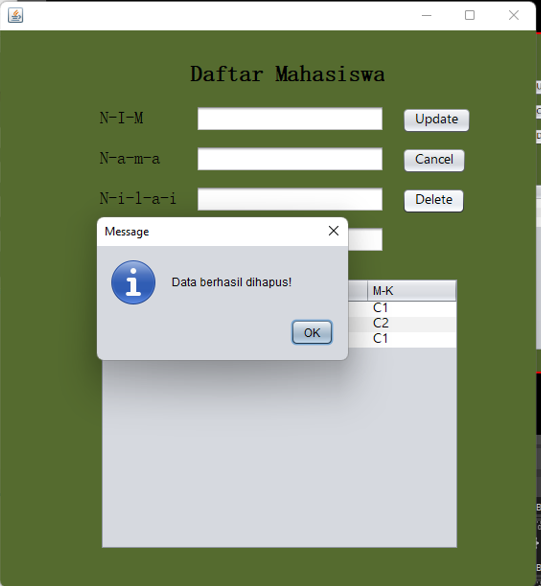 Daftar Mahasiswa
N-I-M
Update
N-a-m-a
Cancel
N-i-l-a-i
Delete
Message
Data berhasil dihapus!
OK
M-K
C1
C2
C1